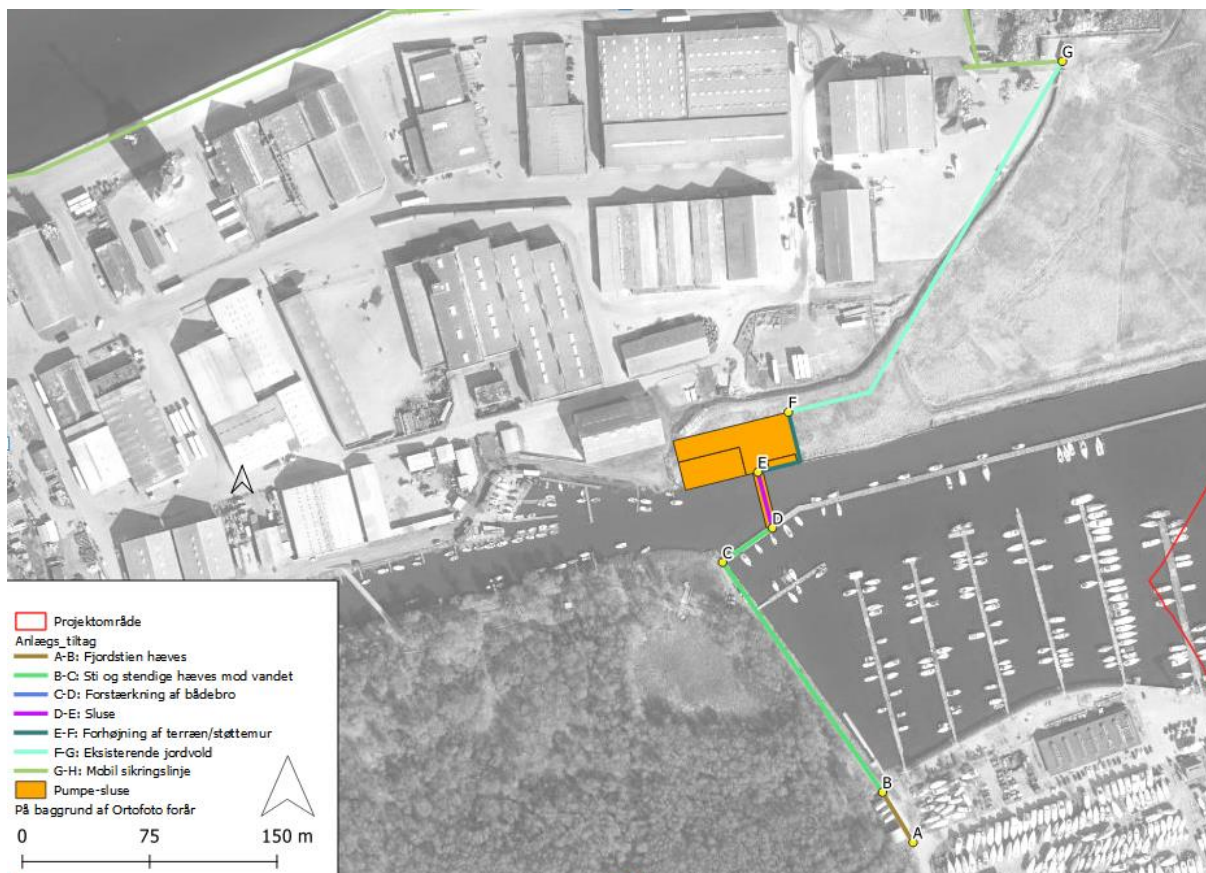 G
F
E
D
C
B
A
Projektområde
Anlægs_tiltag
A-B: Fjordstien hæves
B-C: Sti og stendige hæves mod vandet
C-D: Forstærkning af bådebro
D-E: Sluse
E-F: Forhøjning af terræn/støttemur
F-G: Eksisterende jordvold
G-H: Mobil sikringslinje
Pumpe-sluse
På baggrund af Ortofoto forår
0 75 150 m